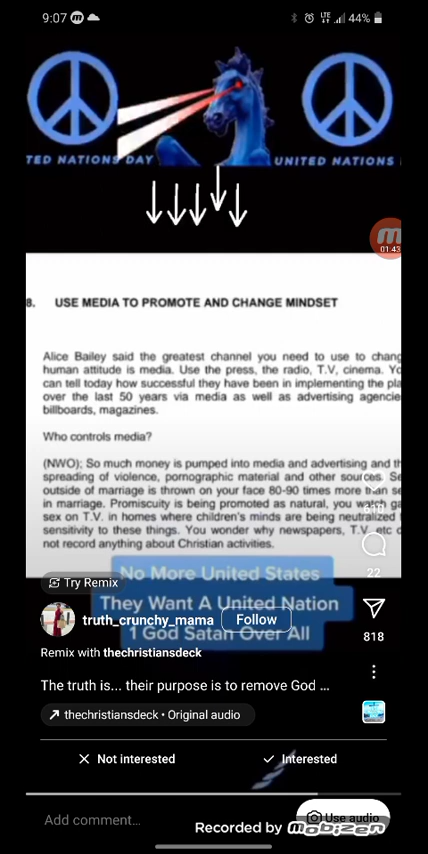 9:07
LTE
44%
TED NATIONS DAY
UNITED NATIONS
01:43
8. USE MEDIA TO PROMOTE AND CHANGE MINDSET
Alice Bailey said the greatest channel you need to use to chang
human attitude is media. Use the press, the radio, T.V, cinema. Yo
can tell today how successful they have been in implementing the pla
over the last 50 years via media as well as advertising agencie
billboards, magazines.
Who controls media?
(NWO); So much money is pumped into media and advertising and th
spreading of violence, pornographic material and other sources. Se
outside of marriage is thrown on your face 80-90 times more than se
in marriage. Promiscuity is being promoted as natural, you watch ga
sex on T.V. in homes where children's minds are being neutralized
sensitivity to these things. You wonder why newspapers, T.V. etc d
not record anything about Christian activities.
22
No More United States
They Want A United Nation
1 God Satan Over All
Try Remix
truth_crunchy_mama
Follow
818
Remix with thechristiansdeck
The truth is... their purpose is to remove God ...
thechristiansdeck • Original audio
Not interested
Interested
Add comment...
Use audio
Recorded by mobizen